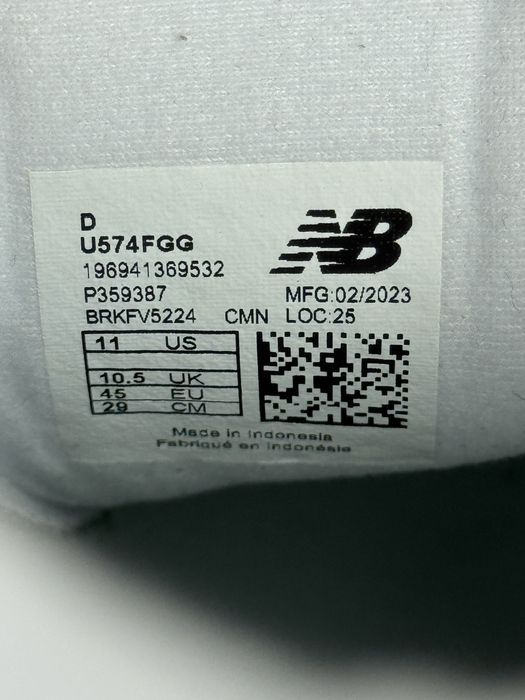 D
U574FGG
196941369532
P359387 MFG:02/2023
BRKFV5224 CMN LOC:25
NB
11 US
10.5 UK
45 EU
29 CM
Made in Indonesia
Fabriqué en Indonésie